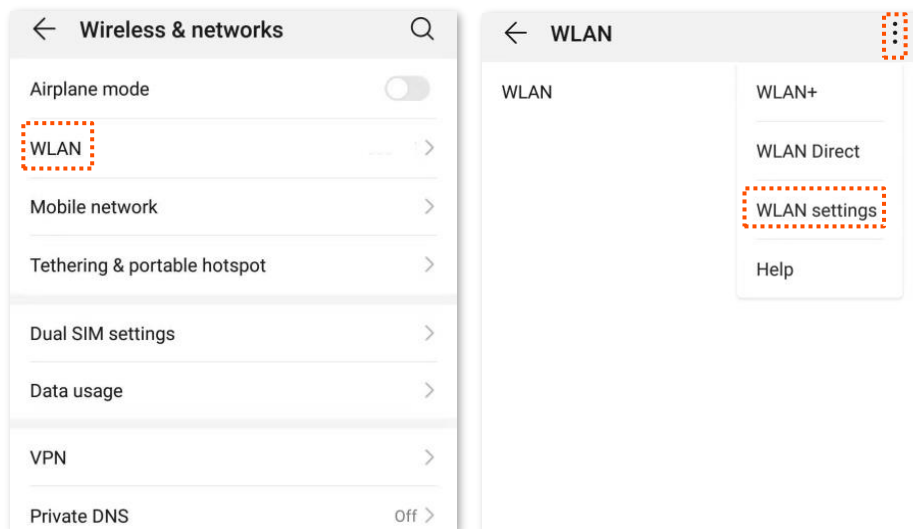 Wireless & networks
Airplane mode
WLAN
Mobile network
Tethering & portable hotspot
Dual SIM settings
Data usage
VPN
Private DNS Off
WLAN
WLAN
WLAN+
WLAN Direct
WLAN settings
Help